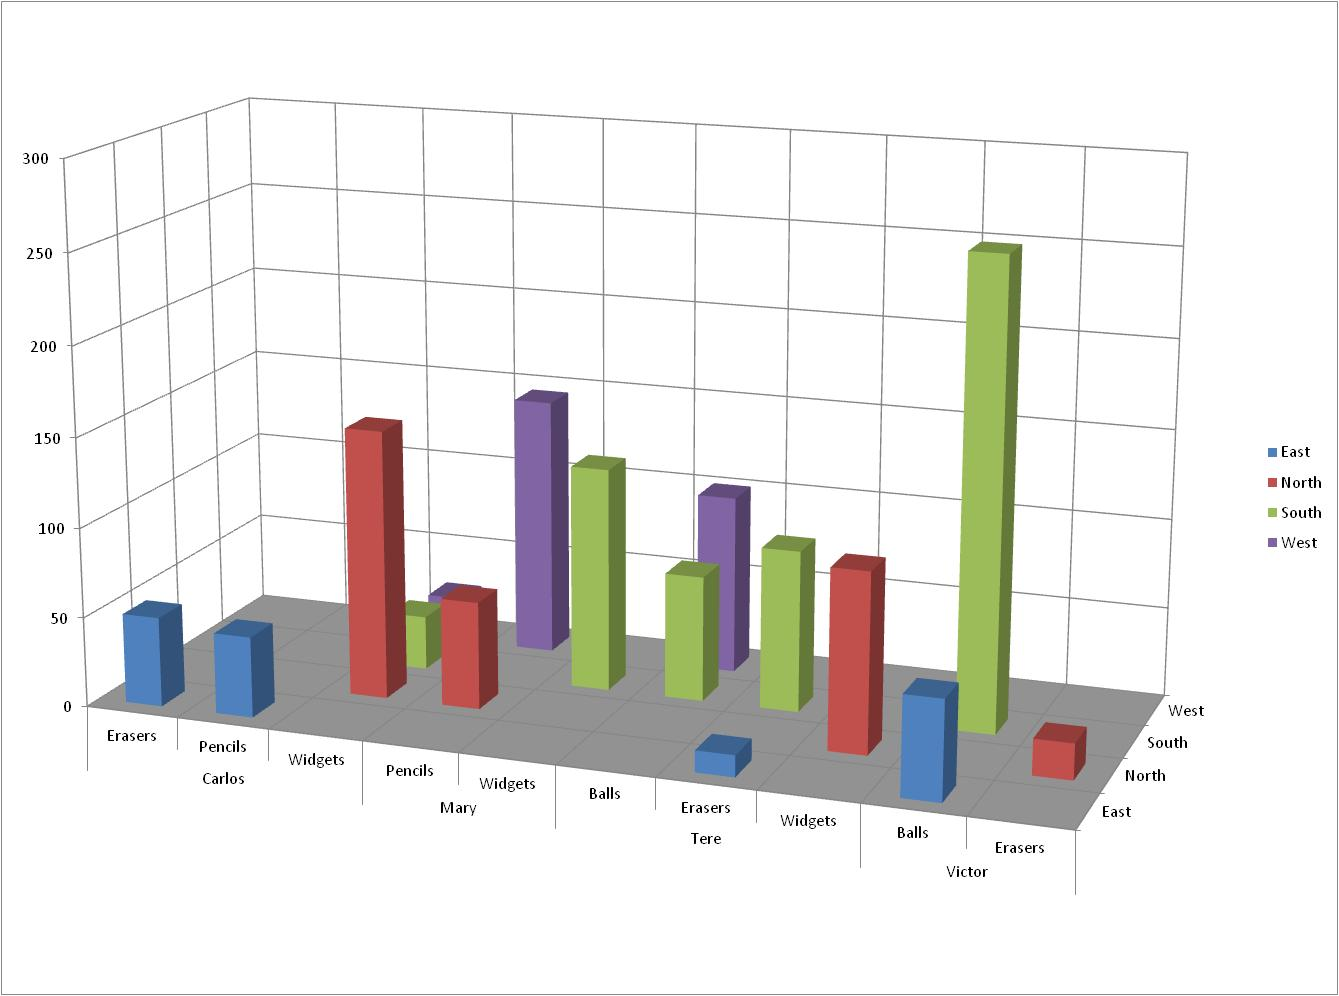 300
250
200
150
100
50
0
Erasers
Pencils
Widgets
Pencils
Widgets
Balls
Erasers
Widgets
Balls
Erasers
Carlos
Mary
Tere
Victor
West
South
North
East
East
North
South
West